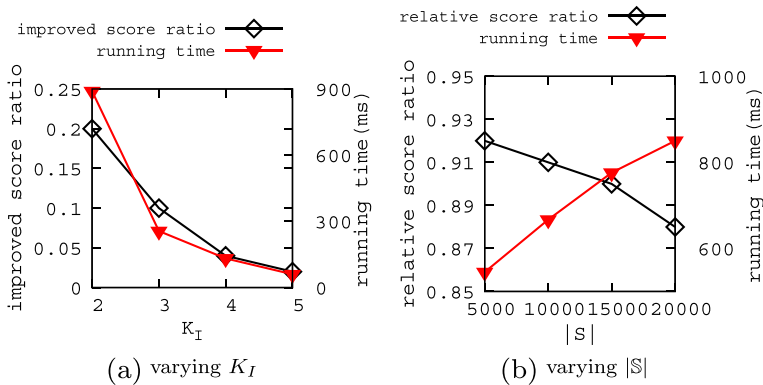 improved score ratio
running time
improved score ratio
0.25
0.2
0.15
0.1
0.05
0
900
600
300
0
running time(ms)
2 3 4 5
K_I
(a) varying K_I
relative score ratio
running time
relative score ratio
0.95
0.93
0.91
0.89
0.87
0.85
1000
800
600
running time(ms)
5000 10000 15000 20000
|S|
(b) varying |𝕊|